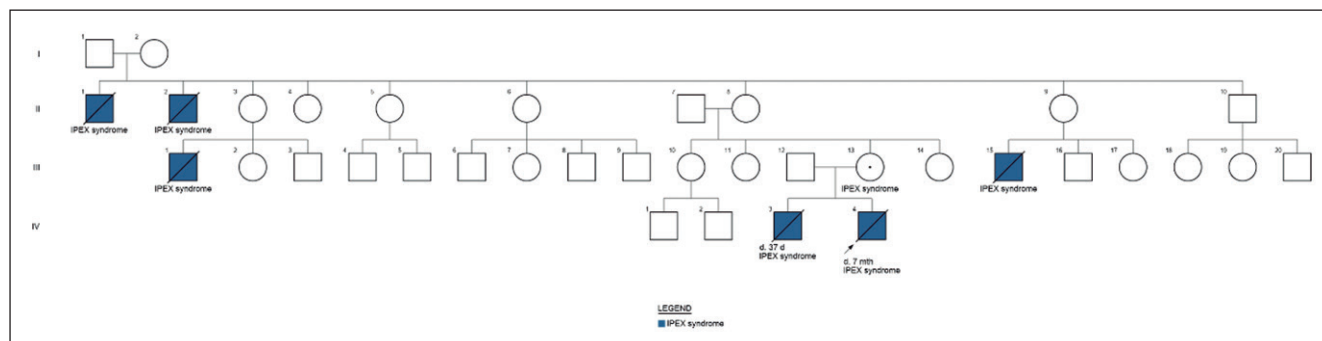 1 2
I
1 2 3 4 5 6 7 8 9 10
II
IPEX syndrome IPEX syndrome
1 2 3 4 5 6 7 8 9 10 11 12 13 14 15 16 17 18 19 20
III
IPEX syndrome IPEX syndrome IPEX syndrome
1 2 3 4
IV
d. 37 d
IPEX syndrome
d. 7 mth
IPEX syndrome
LEGEND
IPEX syndrome